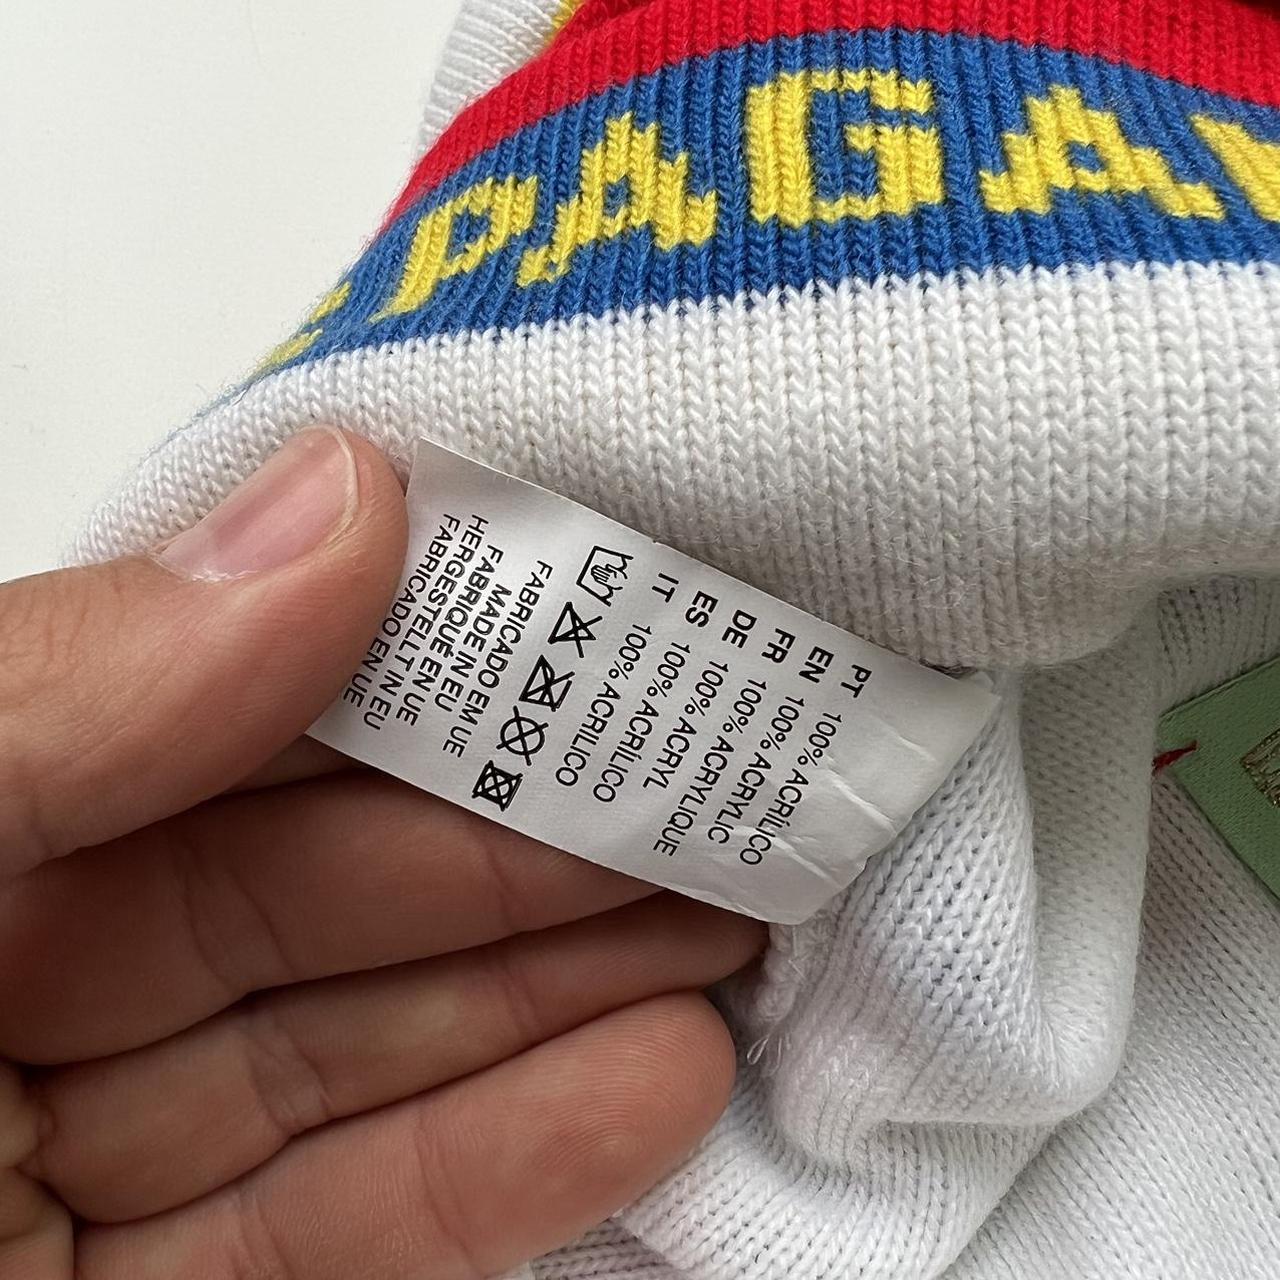 PAGA
PT 100% ACRÍLICO
EN 100% ACRYLIC
FR 100% ACRYLIQUE
DE 100% ACRYL
ES 100% ACRÍLICO
IT 100% ACRILICO
FABRICADO EM UE
MADE IN EU
FABRIQUÉ EN UE
HERGESTELLT IN EU
FABRICADO EN UE